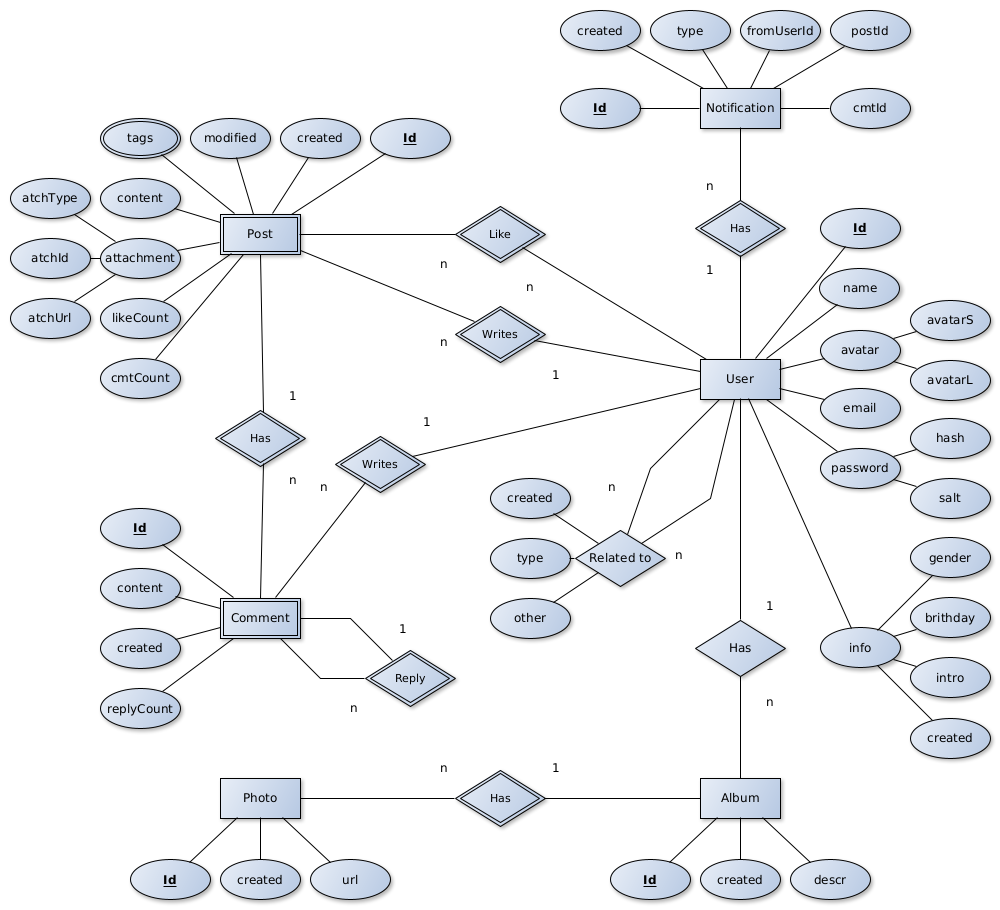 created
type
fromUserId
postId
Id
Notification
cmtId
tags
modified
created
Id
atchType
content
Post
Like
n
Has
Id
atchId
attachment
n
1
n
name
atchUrl
likeCount
Writes
n
avatarS
avatar
cmtCount
1
User
avatarL
1
1
email
Has
Writes
hash
password
n
n
n
created
salt
Id
type
Related to
n
gender
content
other
1
brithday
Comment
1
created
Reply
Has
info
intro
replyCount
n
n
created
n
1
Photo
Has
Album
Id
created
url
Id
created
descr